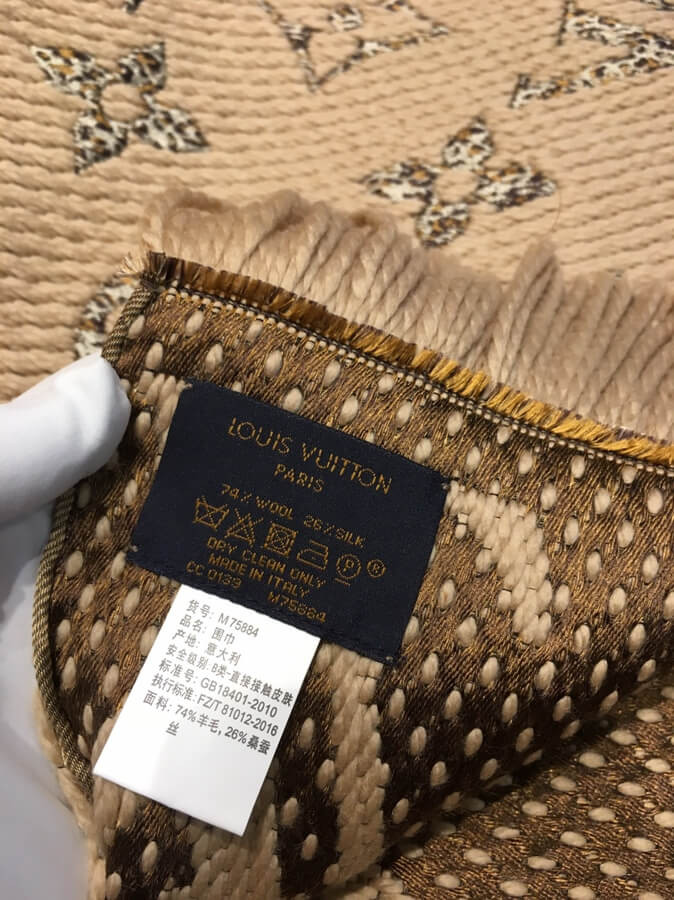 LOUIS VUITTON
PARIS
74% WOOL 26% SILK
P ®
DRY CLEAN ONLY
MADE IN ITALY
CC 0139 M75884
货号: M75884
品名: 围巾
产地: 意大利
安全级别: B类-直接接触皮肤
标准号: GB18401-2010
执行标准: FZ/T 81012-2016
面料: 74%羊毛, 26%桑蚕
丝